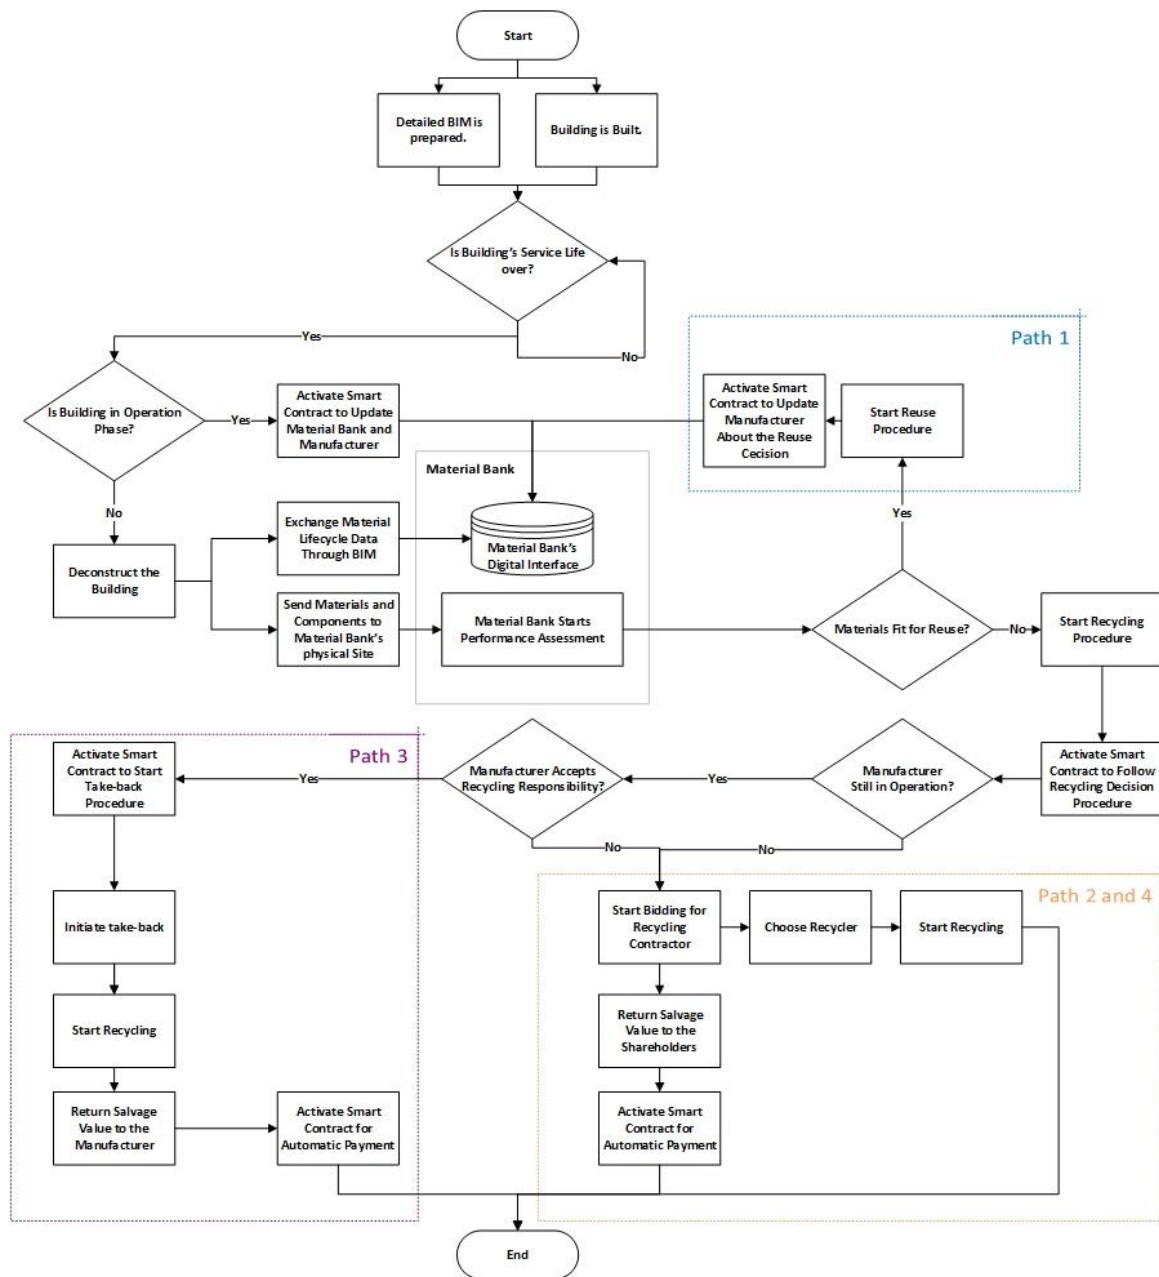 Start
Detailed BIM is
prepared.
Building is Built.
Is Building's Service Life
over?
Yes
No
Path 1
Is Building in Operation
Phase?
Yes
Activate Smart
Contract to Update
Material Bank and
Manufacturer
Activate Smart
Contract to Update
Manufacturer
About the Reuse
Cecision
Start Reuse
Procedure
Material Bank
No
Yes
Exchange Material
Lifecycle Data
Through BIM
Material Bank's
Digital Interface
Deconstruct the
Building
Send Materials and
Components to
Material Bank's
physical Site
Material Bank Starts
Performance Assessment
Materials Fit for Reuse?
No
Start Recycling
Procedure
Path 3
Activate Smart
Contract to Start
Take-back
Procedure
Yes
Manufacturer Accepts
Recycling Responsibility?
Yes
Manufacturer
Still in Operation?
Activate Smart
Contract to Follow
Recycling Decision
Procedure
No
No
Path 2 and 4
Initiate take-back
Start Bidding for
Recycling
Contractor
Choose Recycler
Start Recycling
Start Recycling
Return Salvage
Value to the
Shareholders
Return Salvage
Value to the
Manufacturer
Activate Smart
Contract for
Automatic Payment
Activate Smart
Contract for
Automatic Payment
End